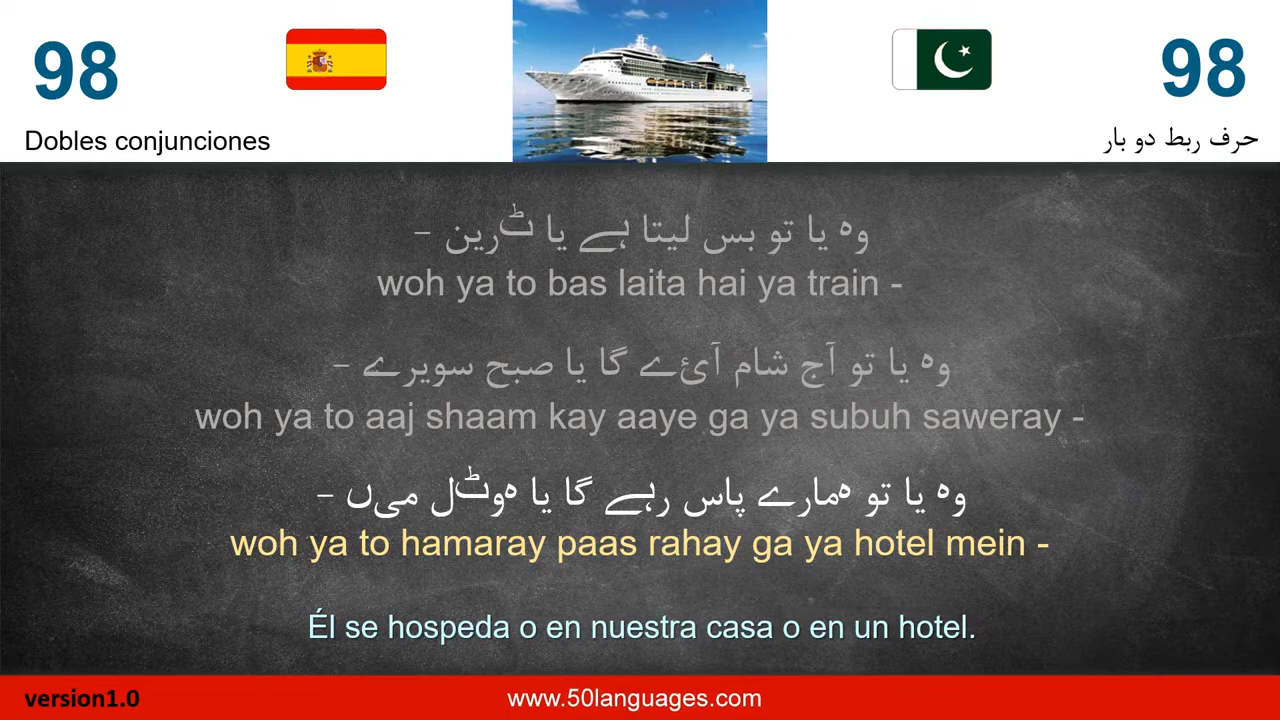 98
98
Dobles conjunciones
حرف ربط دو بار
وہ یا تو بس لیتا ہے یا ٹرین –
woh ya to bas laita hai ya train -
وہ یا تو آج شام آئے گا یا صبح سویرے –
woh ya to aaj shaam kay aaye ga ya subuh saweray -
وہ یا تو ہمارے پاس رہے گا یا ہوٹل میں –
woh ya to hamaray paas rahay ga ya hotel mein -
Él se hospeda o en nuestra casa o en un hotel.
version1.0
www.50languages.com